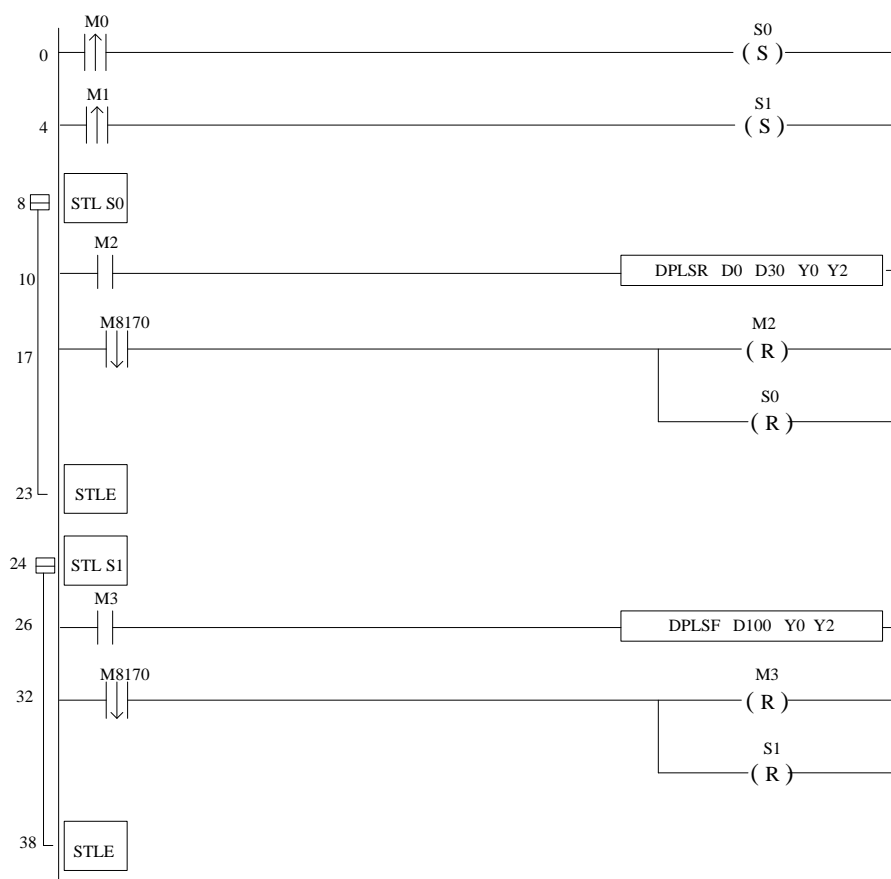 M0
S0
0
( S )
M1
S1
4
( S )
8
STL S0
M2
10
DPLSR D0 D30 Y0 Y2
M8170
M2
17
( R )
S0
( R )
23
STLE
24
STL S1
M3
26
DPLSF D100 Y0 Y2
M8170
M3
32
( R )
S1
( R )
38
STLE